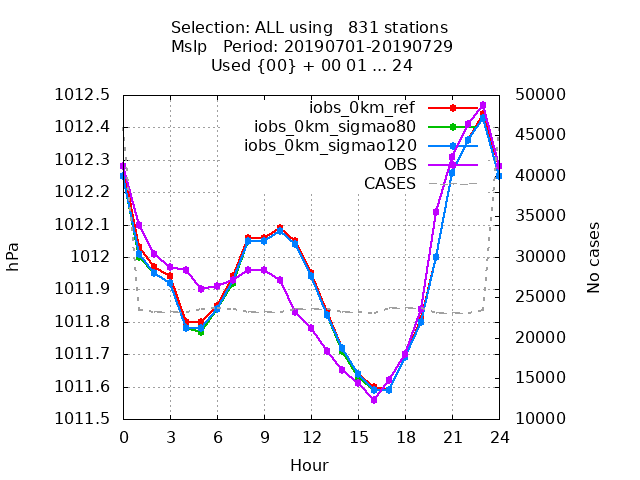 Selection: ALL using   831 stations
Mslp   Period: 20190701-20190729
Used {00} + 00 01 ... 24
iobs_0km_ref
iobs_0km_sigmao80
iobs_0km_sigmao120
OBS
CASES
hPa
1012.5
1012.4
1012.3
1012.2
1012.1
1012
1011.9
1011.8
1011.7
1011.6
1011.5
50000
45000
40000
35000
30000
25000
20000
15000
10000
No cases
0 3 6 9 12 15 18 21 24
Hour